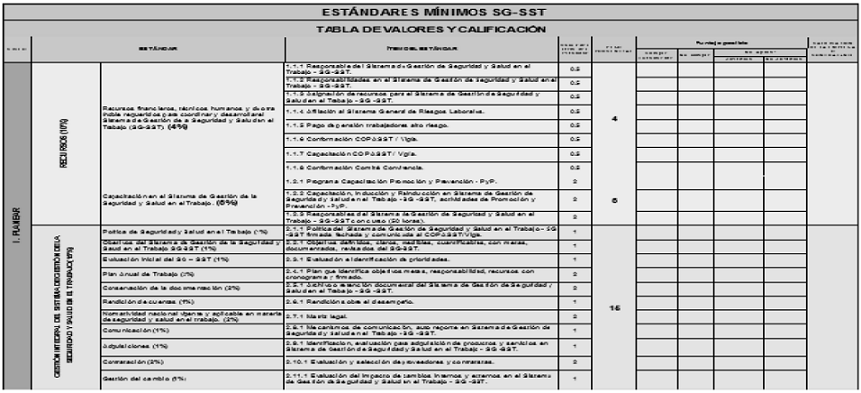 ESTÁNDARES MÍNIMOS SG-SST
TABLA DE VALORES Y CALIFICACIÓN
ESTÁNDAR
ÍTEM DEL ESTÁNDAR
Puntaje posible
I. PLANEAR
RECURSOS (10%)
Recursos financieros, técnicos humanos y de otra
índole requeridos para coordinar y desarrollar el
Sistema de Gestión de la Seguridad y Salud en el
Trabajo (SG-SST). (4%)
1.1.1 Responsable del Sistema de Gestión de Seguridad y Salud en el
Trabajo - SG-SST.
0.5
4
1.1.2 Responsabilidades en el Sistema de Gestión de Seguridad y Salud en el
Trabajo - SG-SST.
0.5
1.1.3 Asignación de recursos para el Sistema de Gestión de Seguridad y
Salud en el Trabajo - SG-SST.
0.5
1.1.4 Afiliación al Sistema General de Riesgos Laborales.
0.5
1.1.5 Pago de pensión trabajadores alto riesgo.
0.5
1.1.6 Conformación COPASST / Vigía.
0.5
1.1.7 Capacitación COPASST / Vigía.
0.5
1.1.8 Conformación Comité Convivencia.
0.5
Capacitación en el Sistema de Gestión de la
Seguridad y Salud en el Trabajo. (6%)
1.2.1 Programa Capacitación Promoción y Prevención - PyP.
2
6
1.2.2 Capacitación, Inducción y Reinducción en Sistema de Gestión de
Seguridad y Salud en el Trabajo - SG-SST, actividades de Promoción y
Prevención - PyP.
2
1.2.3 Responsables del Sistema de Gestión de Seguridad y Salud en el
Trabajo - SG-SST con curso (50 horas).
2
GESTIÓN INTEGRAL DEL SISTEMA DE GESTIÓN DE LA
SEGURIDAD Y SALUD EN EL TRABAJO (15%)
Política de Seguridad y Salud en el Trabajo (1%)
2.1.1 Política del Sistema de Gestión de Seguridad y Salud en el Trabajo - SG
-SST firmada, fechada y comunicada al COPASST/Vigía.
1
15
Objetivos del Sistema de Gestión de la Seguridad y
Salud en el Trabajo SG-SST (1%)
2.2.1 Objetivos definidos, claros, medibles, cuantificables, con metas,
documentados, revisados del SG-SST.
1
Evaluación inicial del SG – SST (1%)
2.3.1 Evaluación e identificación de prioridades.
1
Plan Anual de Trabajo (2%)
2.4.1 Plan que identifica objetivos metas, responsabilidad, recursos con
cronograma y firmado.
2
Conservación de la documentación (2%)
2.5.1 Archivo o retención documental del Sistema de Gestión de Seguridad y
Salud en el Trabajo - SG-SST.
2
Rendición de cuentas (1%)
2.6.1 Rendición sobre el desempeño.
1
Normatividad nacional vigente y aplicable en materia
de seguridad y salud en el trabajo. (2%)
2.7.1 Matriz legal.
2
Comunicación (1%)
2.8.1 Mecanismos de comunicación, auto reporte en Sistema de Gestión de
Seguridad y Salud en el Trabajo - SG-SST.
1
Adquisiciones (1%)
2.9.1 Identificación, evaluación para adquisición de productos y servicios en
Sistema de Gestión de Seguridad y Salud en el Trabajo - SG-SST.
1
Contratación (2%)
2.10.1 Evaluación y selección de proveedores y contratistas.
2
Gestión del cambio (1%)
2.11.1 Evaluación del impacto de cambios internos y externos en el Sistema
de Gestión de Seguridad y Salud en el Trabajo - SG-SST.
1